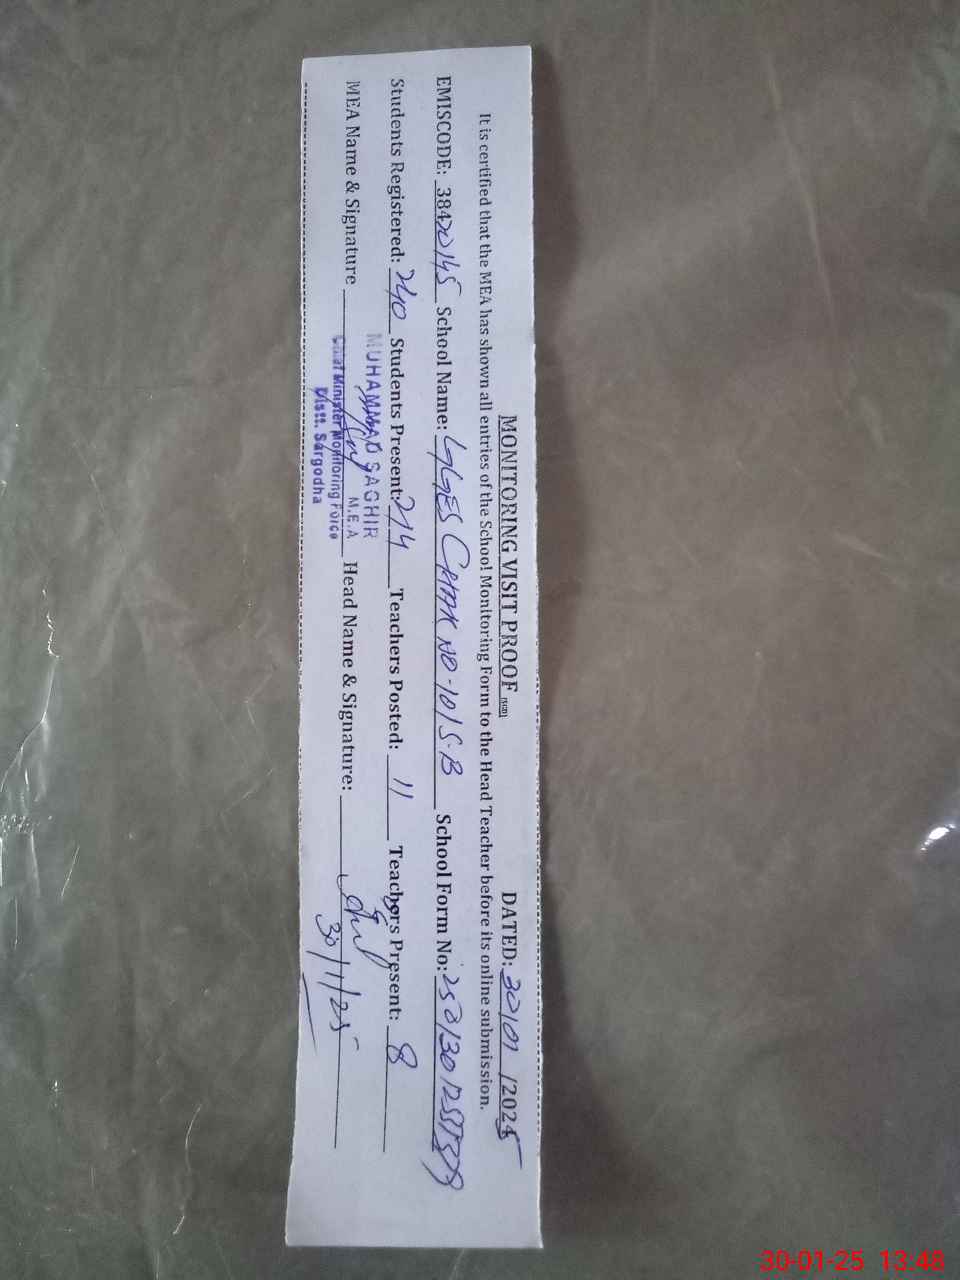 MONITORING VISIT PROOF (SGD) DATED: 30/01/2025
It is certified that the MEA has shown all entries of the School Monitoring Form to the Head Teacher before its online submission.
EMISCODE: 38420145 School Name: GGES CHAK NO-101 S.B School Form No:
Students Registered: 240 Students Present: 214 Teachers Posted: 11 Teachers Present: 8
MUHAMMAD SAGHIR
M.E.A
MEA Name & Signature Head Name & Signature:
Chief Minister Monitoring Force
Distt. Sargodha
30/1/25
30-01-25 13:48